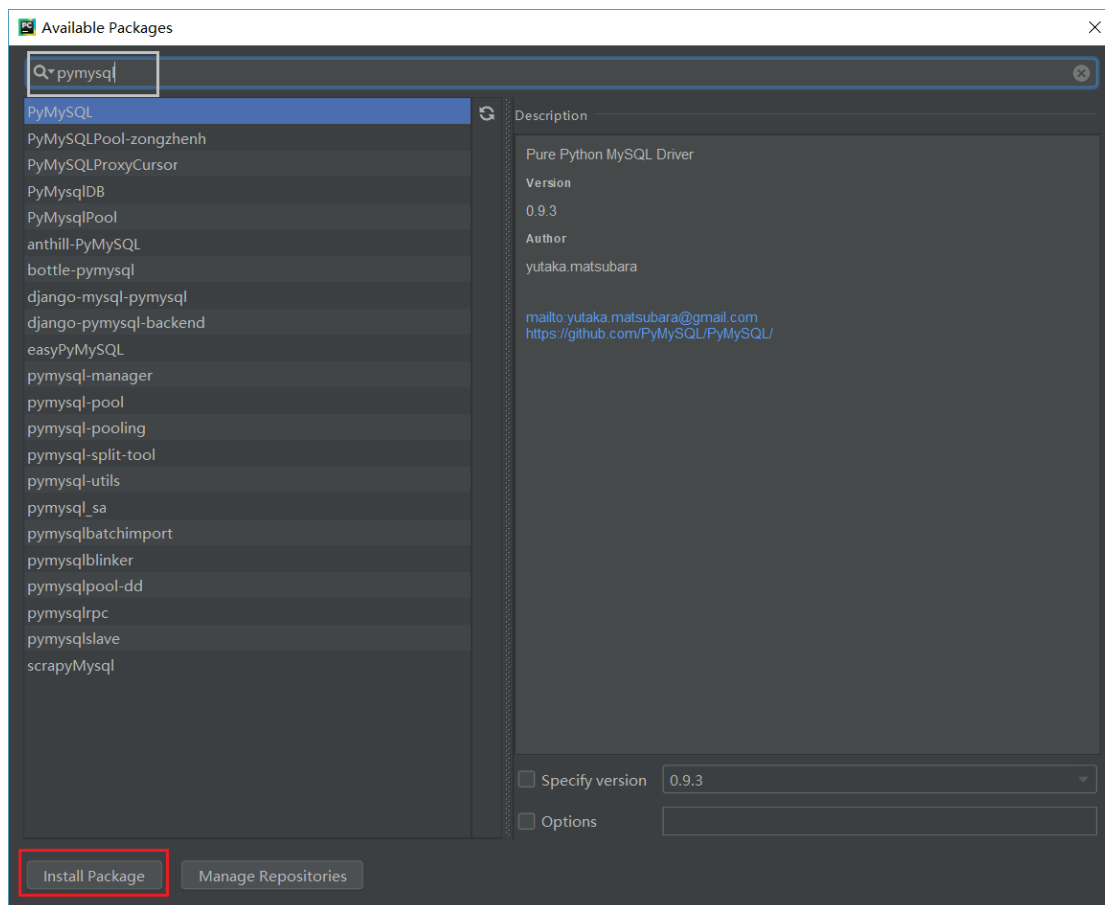 PC Available Packages
pymysql
PyMySQL
PyMySQLPool-zongzhenh
PyMySQLProxyCursor
PyMysqlDB
PyMysqlPool
anthill-PyMySQL
bottle-pymysql
django-mysql-pymysql
django-pymysql-backend
easyPyMySQL
pymysql-manager
pymysql-pool
pymysql-pooling
pymysql-split-tool
pymysql-utils
pymysql_sa
pymysqlbatchimport
pymysqlblinker
pymysqlpool-dd
pymysqlrpc
pymysqlslave
scrapyMysql
Description
Pure Python MySQL Driver
Version
0.9.3
Author
yutaka.matsubara
mailto:yutaka.matsubara@gmail.com
https://github.com/PyMySQL/PyMySQL/
Specify version 0.9.3
Options
Install Package Manage Repositories